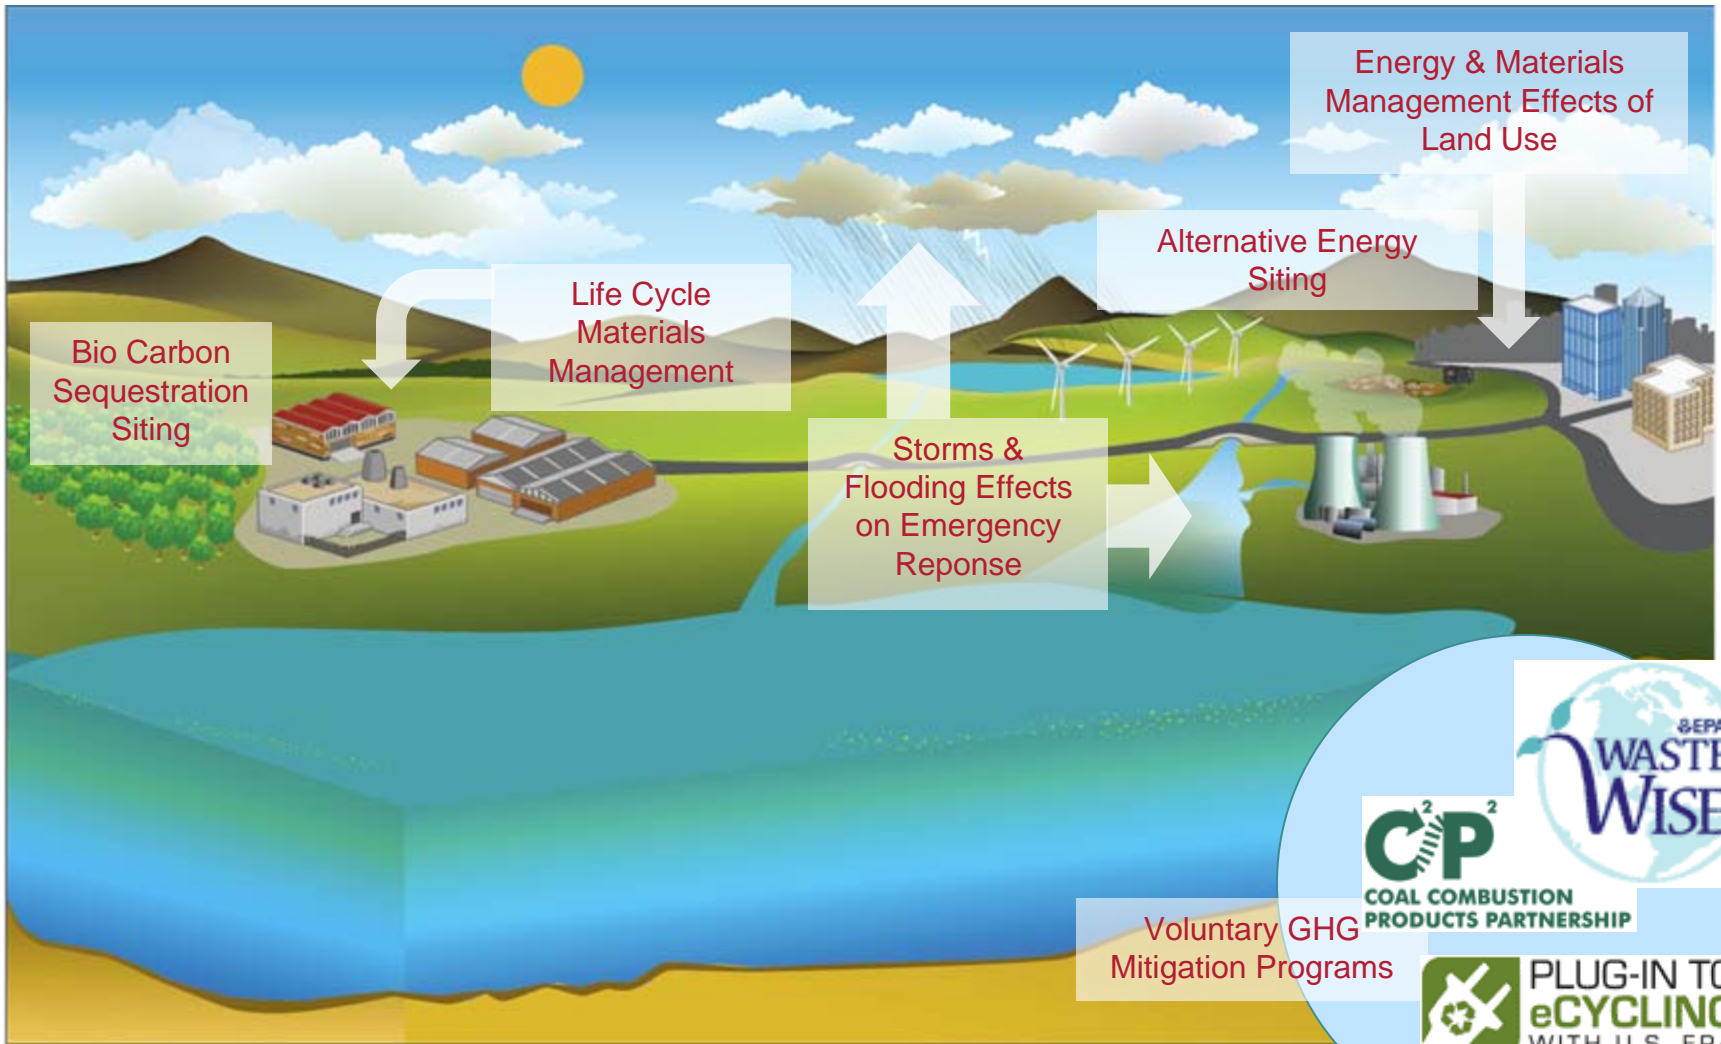 Energy & Materials
Management Effects of
Land Use
Alternative Energy
Siting
Life Cycle
Materials
Management
Bio Carbon
Sequestration
Siting
Storms &
Flooding Effects
on Emergency
Reponse
&EPA
WASTE
WISE
C²P²
COAL COMBUSTION
PRODUCTS PARTNERSHIP
Voluntary GHG
Mitigation Programs
PLUG-IN TO
eCYCLING
WITH U.S. EPA